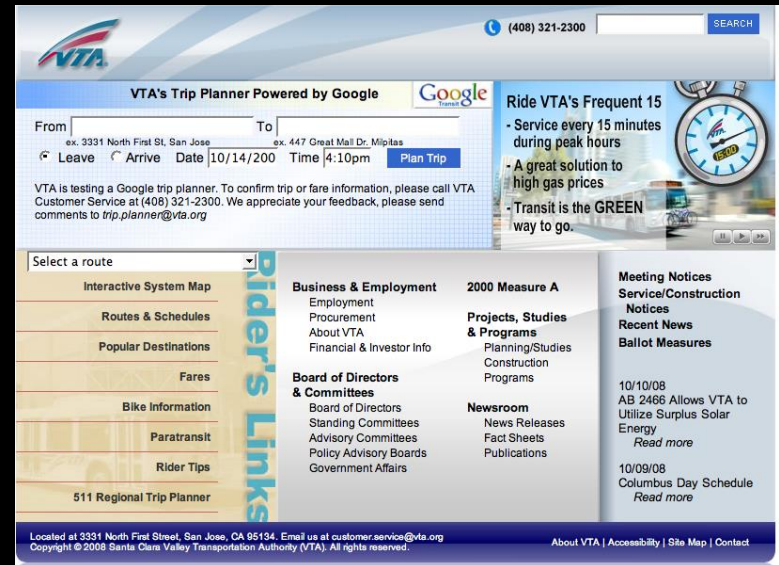 VTA
(408) 321-2300
SEARCH
VTA's Trip Planner Powered by Google
Google
Transit
From
To
ex. 3331 North First St, San Jose
ex. 447 Great Mall Dr. Milpitas
Leave Arrive Date 10/14/200 Time 4:10pm Plan Trip
VTA is testing a Google trip planner. To confirm trip or fare information, please call VTA
Customer Service at (408) 321-2300. We appreciate your feedback, please send
comments to trip.planner@vta.org
Ride VTA's Frequent 15
- Service every 15 minutes
during peak hours
- A great solution to
high gas prices
- Transit is the GREEN
way to go.
15:00
Select a route
Interactive System Map
Routes & Schedules
Popular Destinations
Fares
Bike Information
Paratransit
Rider Tips
511 Regional Trip Planner
Rider's Links
Business & Employment
Employment
Procurement
About VTA
Financial & Investor Info
Board of Directors
& Committees
Board of Directors
Standing Committees
Advisory Committees
Policy Advisory Boards
Government Affairs
2000 Measure A
Projects, Studies
& Programs
Planning/Studies
Construction
Programs
Newsroom
News Releases
Fact Sheets
Publications
Meeting Notices
Service/Construction
Notices
Recent News
Ballot Measures
10/10/08
AB 2466 Allows VTA to
Utilize Surplus Solar
Energy
Read more
10/09/08
Columbus Day Schedule
Read more
Located at 3331 North First Street, San Jose, CA 95134. Email us at customer.service@vta.org
Copyright © 2008 Santa Clara Valley Transportation Authority (VTA). All rights reserved.
About VTA | Accessibility | Site Map | Contact